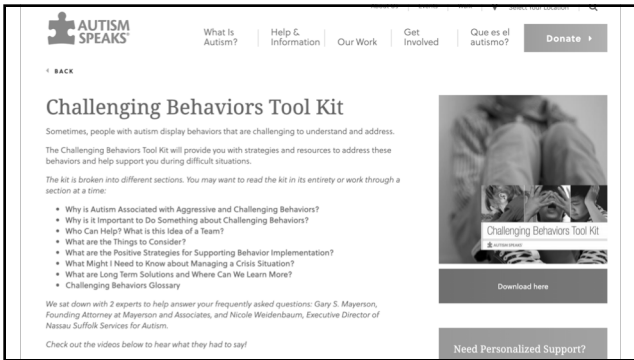 Select Your Location
AUTISM
SPEAKS
What Is
Autism?
Help &
Information
Our Work
Get
Involved
Que es el
autismo?
Donate
BACK
Challenging Behaviors Tool Kit
Sometimes, people with autism display behaviors that are challenging to understand and address.
The Challenging Behaviors Tool Kit will provide you with strategies and resources to address these
behaviors and help support you during difficult situations.
The kit is broken into different sections. You may want to read the kit in its entirety or work through a
section at a time:
• Why is Autism Associated with Aggressive and Challenging Behaviors?
• Why is it Important to Do Something about Challenging Behaviors?
• Who Can Help? What is this Idea of a Team?
• What are the Things to Consider?
• What are the Positive Strategies for Supporting Behavior Implementation?
• What Might I Need to Know about Managing a Crisis Situation?
• What are Long Term Solutions and Where Can We Learn More?
• Challenging Behaviors Glossary
We sat down with 2 experts to help answer your frequently asked questions: Gary S. Mayerson,
Founding Attorney at Mayerson and Associates, and Nicole Weidenbaum, Executive Director of
Nassau Suffolk Services for Autism.
Check out the videos below to hear what they had to say!
Challenging Behaviors Tool Kit
AUTISM SPEAKS
Download here
Need Personalized Support?